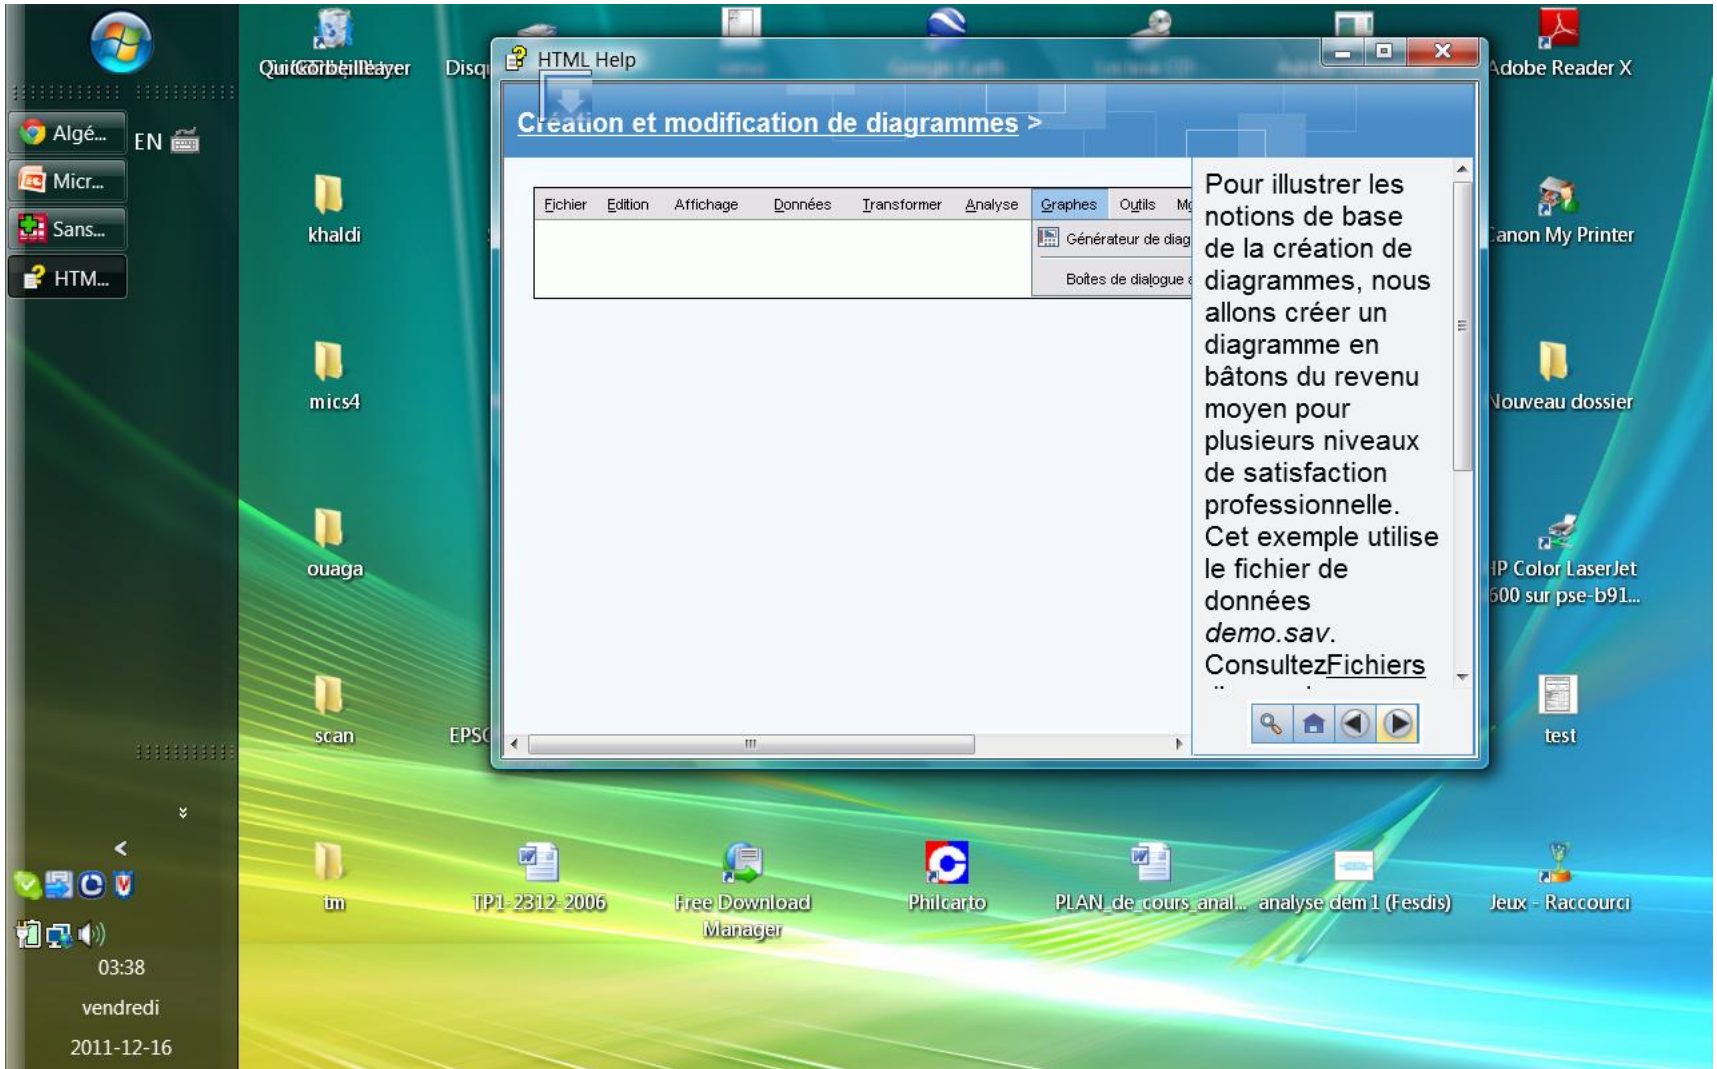 Adobe Reader X
Disq
HTML Help
Création et modification de diagrammes >
Algé...
EN
Micr...
Sans...
HTM...
khaldi
mics4
ouaga
scan
EPSO
Fichier Edition Affichage Données Transformer Analyse Graphes Outils
Générateur de diag
Boîtes de dialogue
Pour illustrer les
notions de base
de la création de
diagrammes, nous
allons créer un
diagramme en
bâtons du revenu
moyen pour
plusieurs niveaux
de satisfaction
professionnelle.
Cet exemple utilise
le fichier de
données
demo.sav.
ConsultezFichiers
Canon My Printer
Nouveau dossier
HP Color LaserJet
600 sur pse-b91...
test
tm
TP1-2312-2006
Free Download
Manager
Philcarto
PLAN_de_cours_anal...
analyse dem 1 (Fesdis)
Jeux - Raccourci
03:38
vendredi
2011-12-16